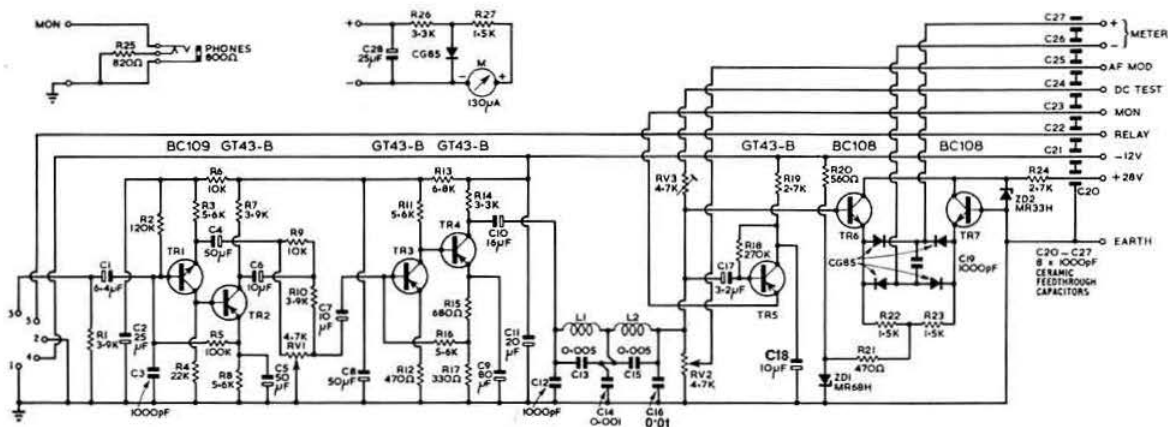 MON
R25
820Ω
PHONES
800Ω
+
R26
3·3K
R27
1·5K
C28
25μF
CG85
M
- +
-
130μA
C27
+
C26
-
METER
C25
AF MOD
C24
DC TEST
C23
MON
C22
RELAY
C21
-12V
+28V
C20
EARTH
C20–C27
8 x 1000pF
CERAMIC
FEEDTHROUGH
CAPACITORS
BC109 GT43-B GT43-B GT43-B GT43-B BC108 BC108
R6
10K
R2
120K
R3
5·6K
R7
3·9K
C4
50μF
R9
10K
TR1
C1
6·4μF
C6
10μF
R10
3·9K
TR2
R1
3·9K
C2
25μF
R5
100K
4·7K
RV1
C7
10μF
C3
R4
22K
R8
5·6K
C5
50μF
1000pF
3
5
2
4
1
R13
6·8K
R11
5·6K
R14
3·3K
TR4
C10
16μF
TR3
R15
680Ω
R16
5·6K
C8
50μF
R12
470Ω
R17
330Ω
C9
80μF
C11
20μF
C12
1000pF
L1
L2
0·005
C13
0·005
C15
C14
0·001
C16
0·01
RV3
4·7K
RV2
4·7K
R19
2·7K
R18
270K
C17
3·2μF
TR5
C18
10μF
R20
560Ω
TR6
TR7
R24
2·7K
ZD2
MR33H
CG85
C19
1000pF
R22
1·5K
R23
1·5K
R21
470Ω
ZD1
MR68H